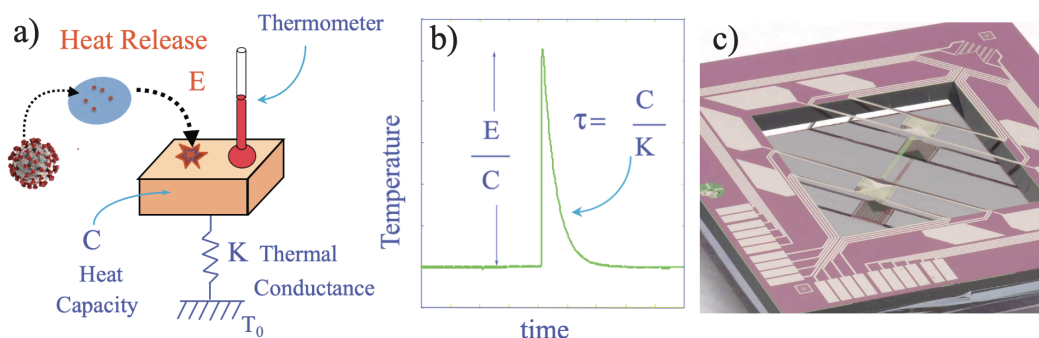 a)
Heat Release
E
Thermometer
C
Heat
Capacity
K
Thermal
Conductance
T₀
b)
Temperature
E
C
τ=
C
K
time
c)